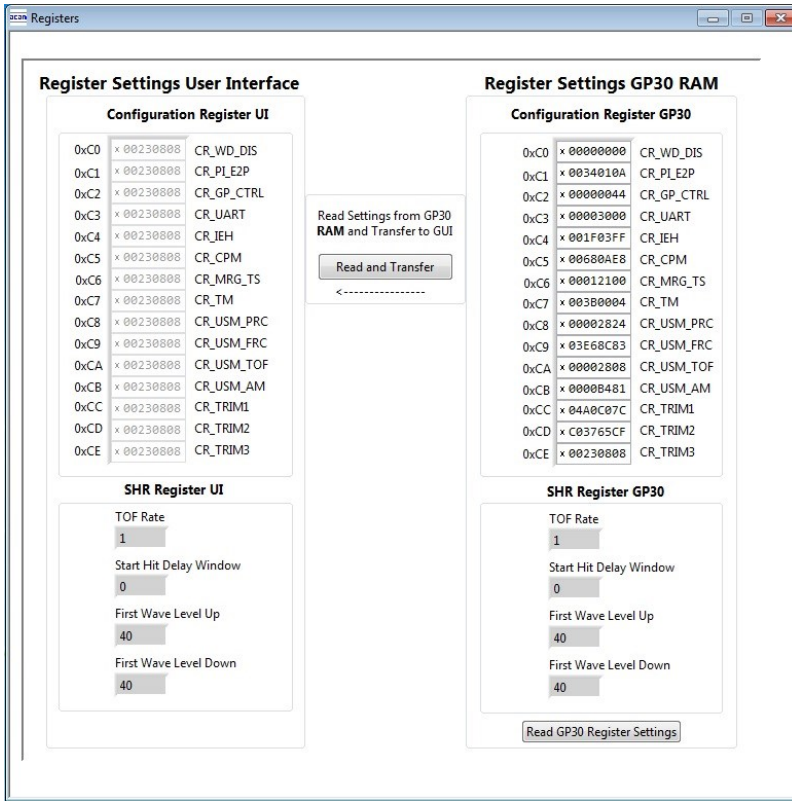 acan Registers
Register Settings User Interface
Configuration Register UI
0xC0 x 00230808 CR_WD_DIS
0xC1 x 00230808 CR_PI_E2P
0xC2 x 00230808 CR_GP_CTRL
0xC3 x 00230808 CR_UART
0xC4 x 00230808 CR_IEH
0xC5 x 00230808 CR_CPM
0xC6 x 00230808 CR_MRG_TS
0xC7 x 00230808 CR_TM
0xC8 x 00230808 CR_USM_PRC
0xC9 x 00230808 CR_USM_FRC
0xCA x 00230808 CR_USM_TOF
0xCB x 00230808 CR_USM_AM
0xCC x 00230808 CR_TRIM1
0xCD x 00230808 CR_TRIM2
0xCE x 00230808 CR_TRIM3
SHR Register UI
TOF Rate
1
Start Hit Delay Window
0
First Wave Level Up
40
First Wave Level Down
40
Read Settings from GP30
RAM and Transfer to GUI
Read and Transfer
<----------------
Register Settings GP30 RAM
Configuration Register GP30
0xC0 x 00000000 CR_WD_DIS
0xC1 x 0034010A CR_PI_E2P
0xC2 x 00000044 CR_GP_CTRL
0xC3 x 00003000 CR_UART
0xC4 x 001F03FF CR_IEH
0xC5 x 00680AE8 CR_CPM
0xC6 x 00012100 CR_MRG_TS
0xC7 x 003B0004 CR_TM
0xC8 x 00002824 CR_USM_PRC
0xC9 x 03E68C83 CR_USM_FRC
0xCA x 00002808 CR_USM_TOF
0xCB x 0000B481 CR_USM_AM
0xCC x 04A0C07C CR_TRIM1
0xCD x C03765CF CR_TRIM2
0xCE x 00230808 CR_TRIM3
SHR Register GP30
TOF Rate
1
Start Hit Delay Window
0
First Wave Level Up
40
First Wave Level Down
40
Read GP30 Register Settings